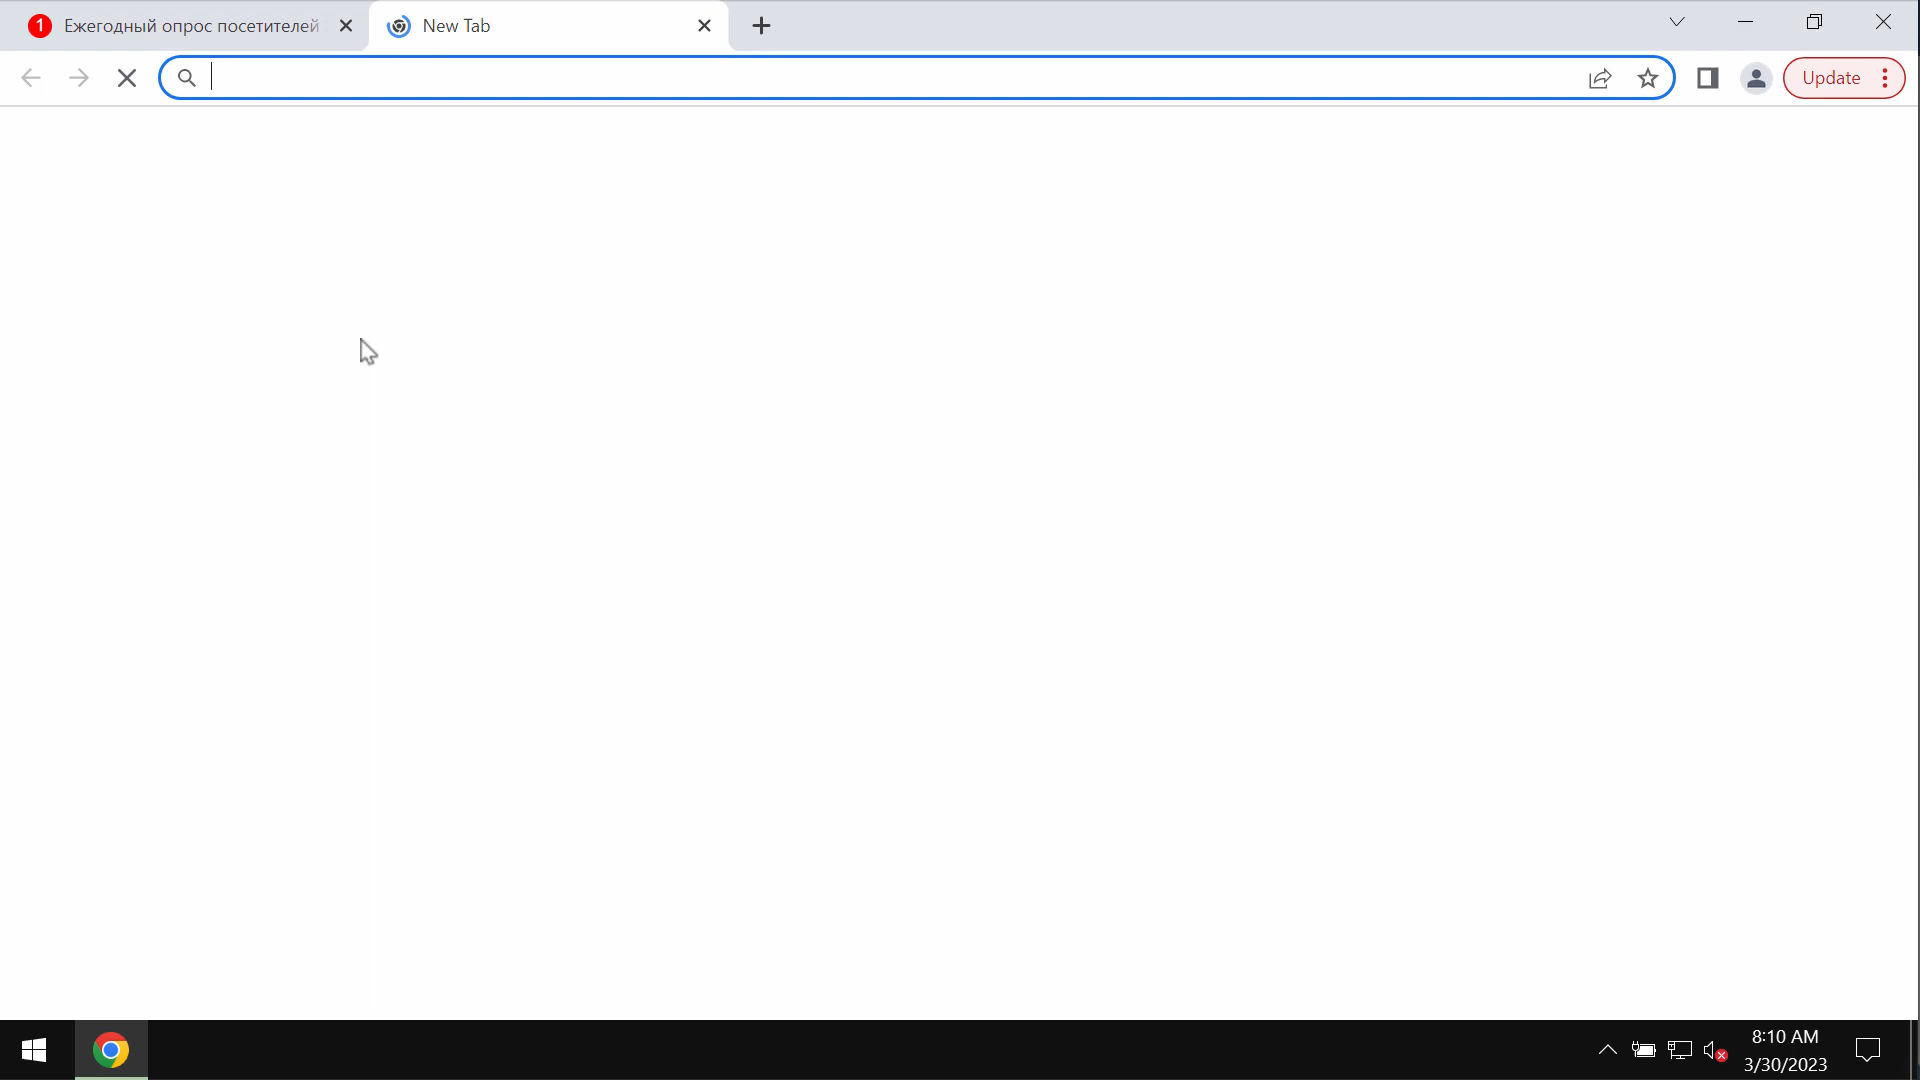 1 Ежегодный опрос посетителей
New Tab
Update
8:10 AM
3/30/2023